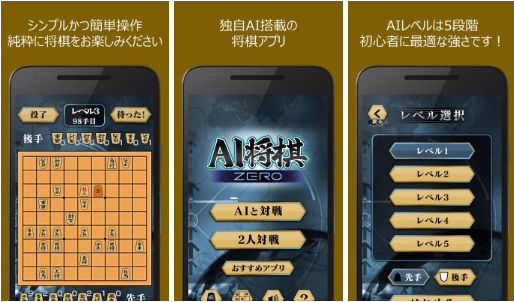 シンプルかつ簡単操作
純粋に将棋をお楽しみください
投了
レベル3
98手目
待った!
後手
先手
独自AI搭載の
将棋アプリ
AI将棋
ZERO
AIと対戦
2人対戦
おすすめアプリ
?
AIレベルは5段階
初心者に最適な強さです！
戻る
レベル選択
レベル1
レベル2
レベル3
レベル4
レベル5
先手
後手